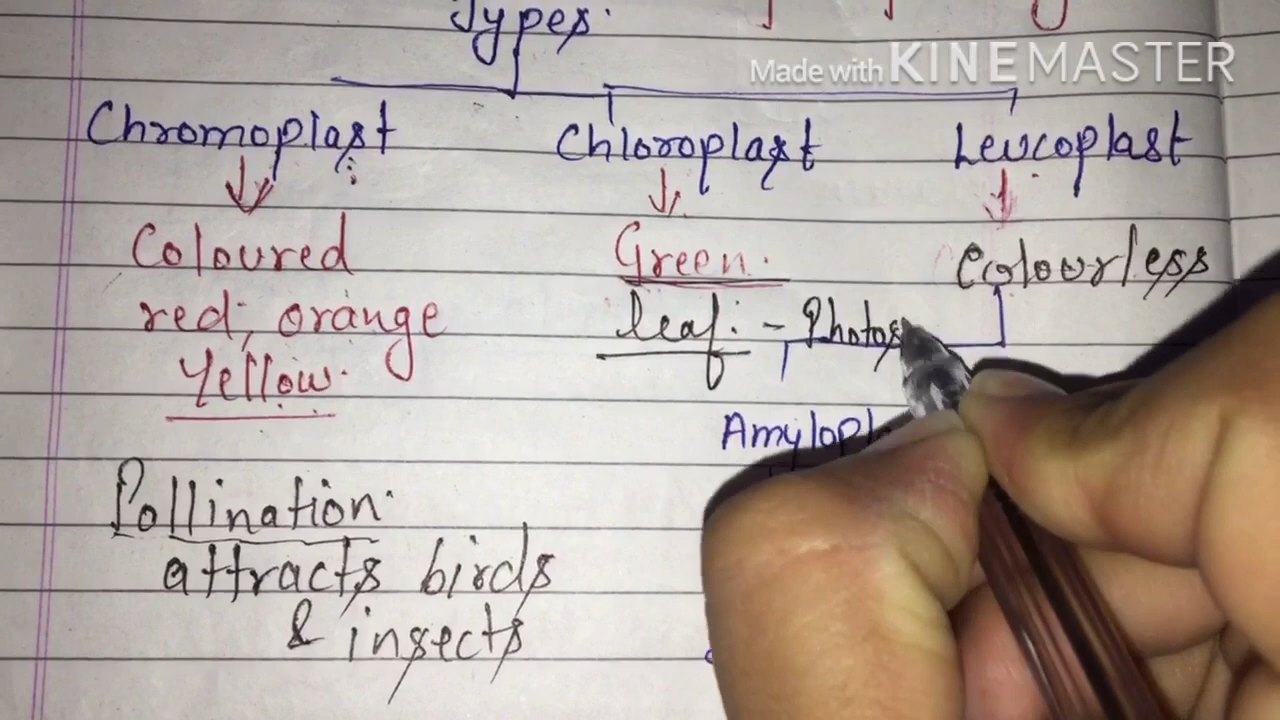 Types.
Made with KINEMASTER
Chromoplast Chloroplast Leucoplast
Coloured Green. Colourless
red, orange leaf. - Photos
Yellow.
Pollination.
attracts birds
& insects